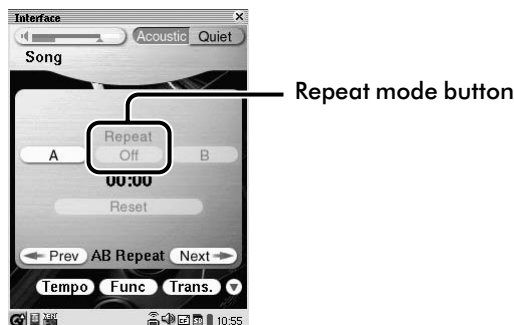 Interface ×
Acoustic Quiet
Song
Repeat mode button
Repeat
A Off B
00:00
Reset
Prev AB Repeat Next
Tempo Func Trans.
10:55